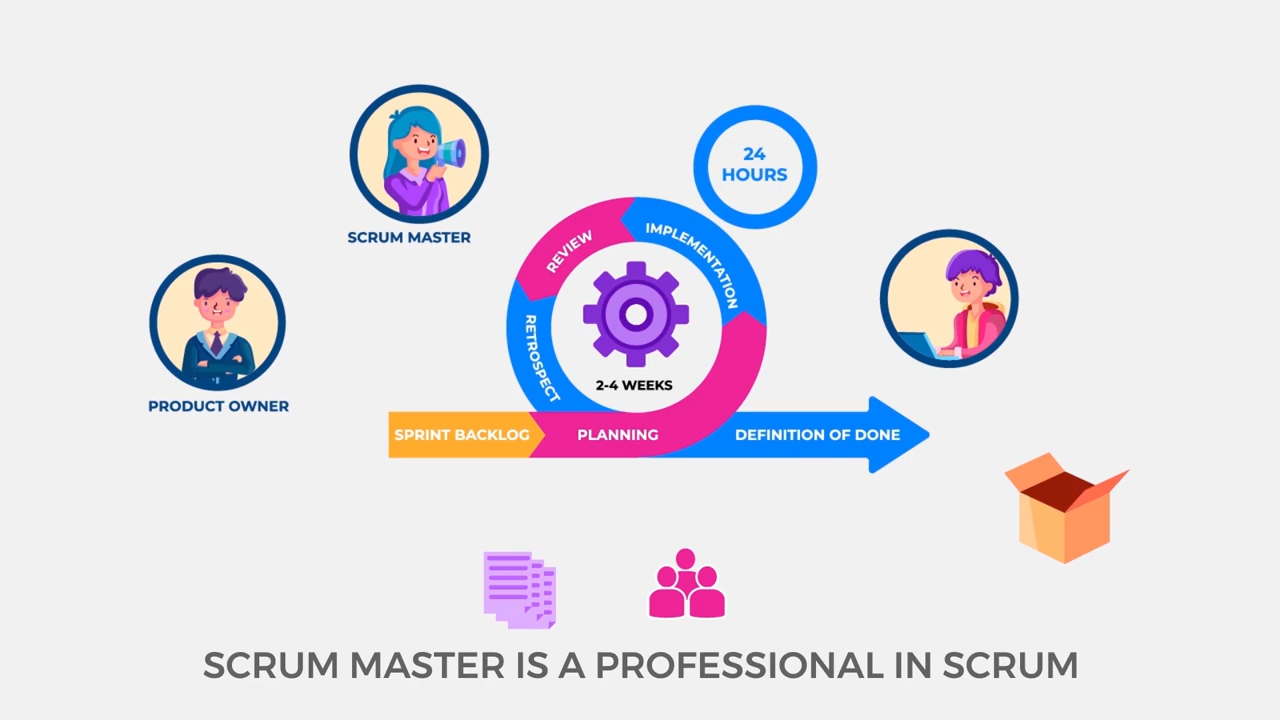 24
HOURS
SCRUM MASTER
REVIEW
IMPLEMENTATION
RETROSPECT
2-4 WEEKS
PRODUCT OWNER
SPRINT BACKLOG
PLANNING
DEFINITION OF DONE
SCRUM MASTER IS A PROFESSIONAL IN SCRUM